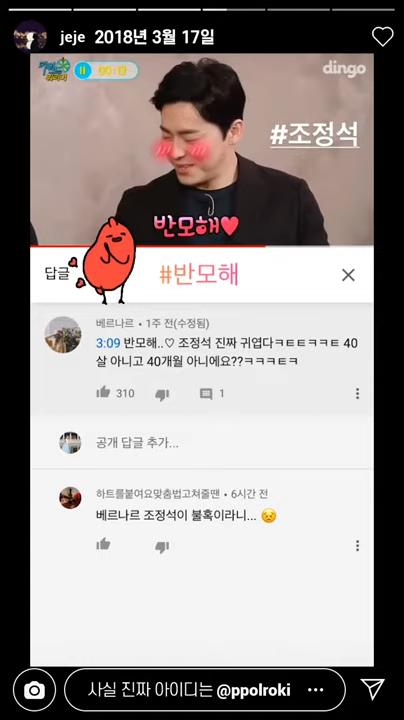 jeje 2018년 3월 17일
00:13
dingo
#조정석
반모해♥
답글
#반모해
베르나르 • 1주 전(수정됨)
3:09 반모해..♡ 조정석 진짜 귀엽다ㅋㅌㅌㅋㅋㅌ 40
살 아니고 40개월 아니에요??ㅋㅋㅋㅌㅋ
310
1
공개 답글 추가...
하트를붙여요맞춤법고쳐줄땐 • 6시간 전
베르나르 조정석이 불혹이라니... 😥
사실 진짜 아이디는 @ppolroki